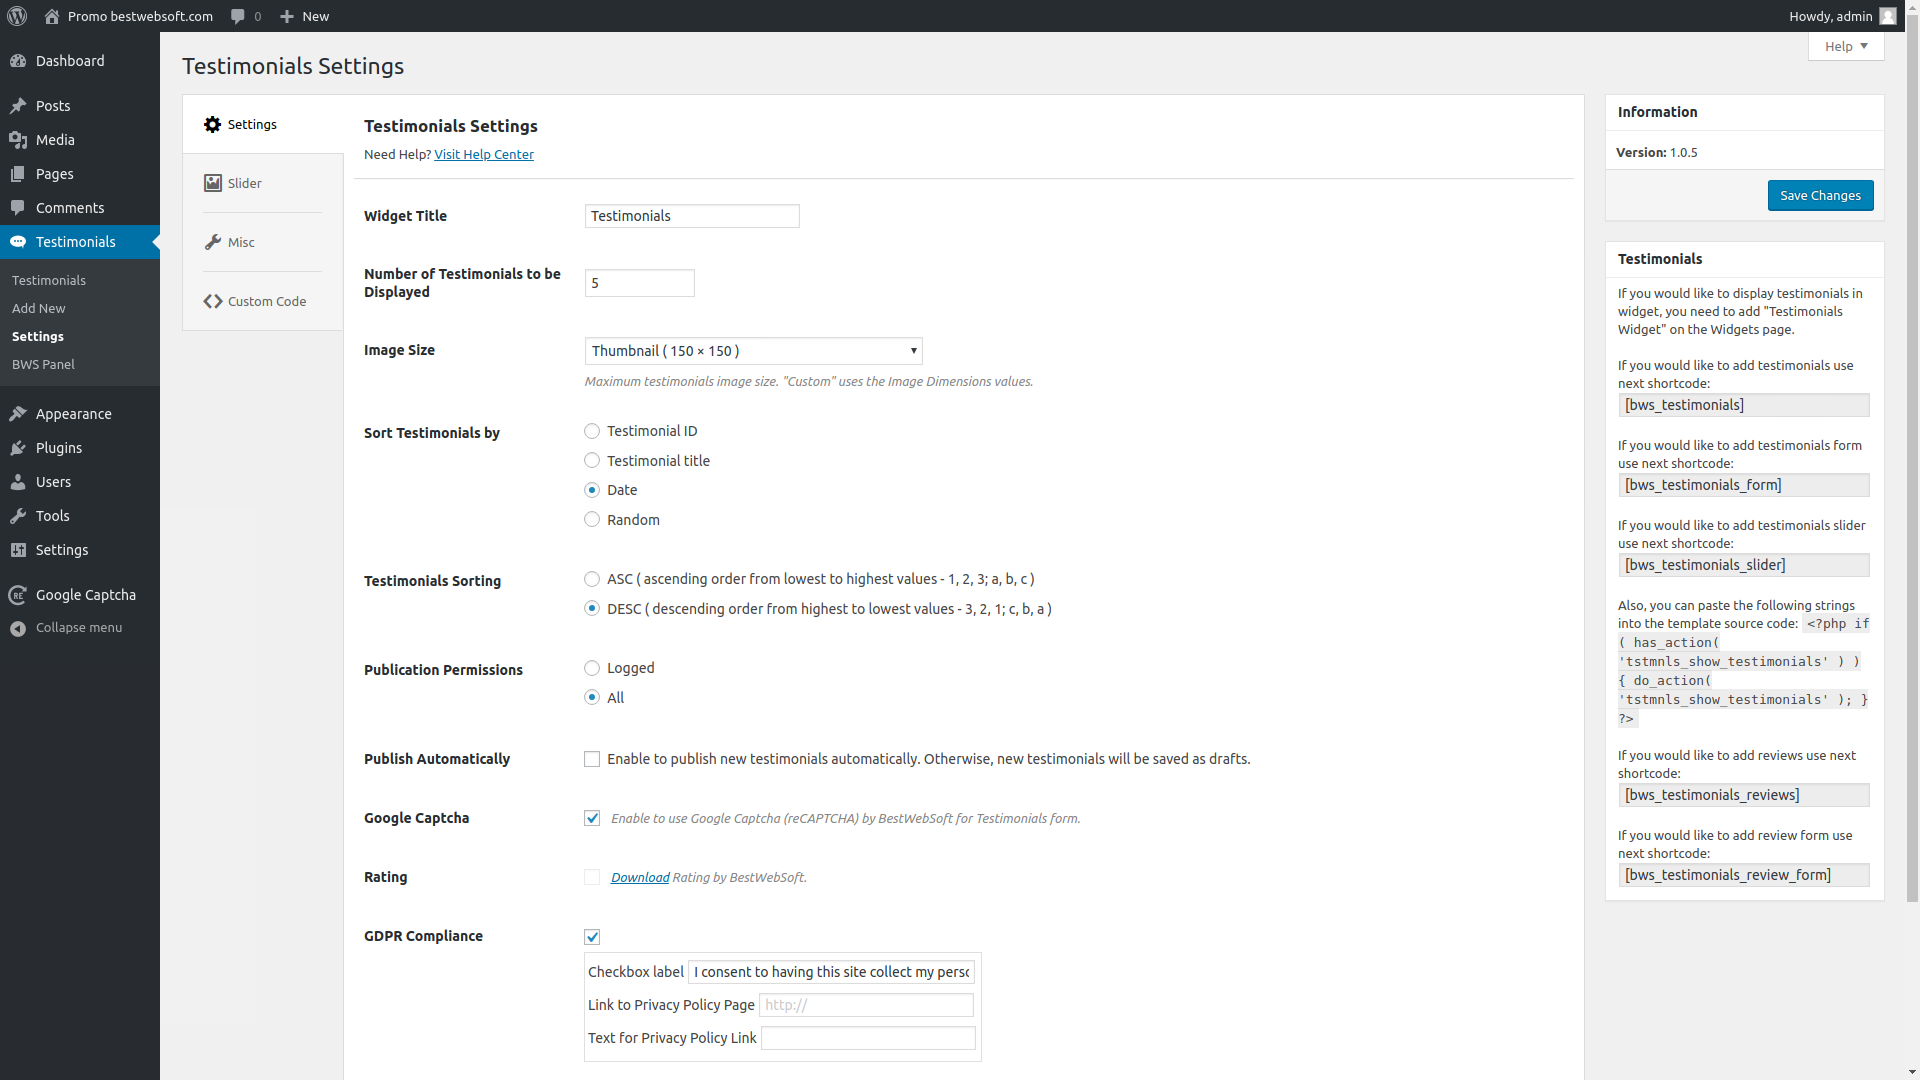 Promo bestwebsoft.com 0 New Howdy, admin
Help
Dashboard
Posts
Media
Pages
Comments
Testimonials
Testimonials
Add New
Settings
BWS Panel
Appearance
Plugins
Users
Tools
Settings
Google Captcha
Collapse menu
Testimonials Settings
Settings
Slider
Misc
Custom Code
Testimonials Settings
Need Help? Visit Help Center
Widget Title Testimonials
Number of Testimonials to be
Displayed
5
Image Size Thumbnail ( 150 × 150 )
Maximum testimonials image size. "Custom" uses the Image Dimensions values.
Sort Testimonials by
Testimonial ID
Testimonial title
Date
Random
Testimonials Sorting
ASC ( ascending order from lowest to highest values - 1, 2, 3; a, b, c )
DESC ( descending order from highest to lowest values - 3, 2, 1; c, b, a )
Publication Permissions
Logged
All
Publish Automatically Enable to publish new testimonials automatically. Otherwise, new testimonials will be saved as drafts.
Google Captcha Enable to use Google Captcha (reCAPTCHA) by BestWebSoft for Testimonials form.
Rating Download Rating by BestWebSoft.
GDPR Compliance
Checkbox label I consent to having this site collect my
Link to Privacy Policy Page http://
Text for Privacy Policy Link
Information
Version: 1.0.5
Save Changes
Testimonials
If you would like to display testimonials in
widget, you need to add "Testimonials
Widget" on the Widgets page.
If you would like to add testimonials use
next shortcode:
[bws_testimonials]
If you would like to add testimonials form
use next shortcode:
[bws_testimonials_form]
If you would like to add testimonials slider
use next shortcode:
[bws_testimonials_slider]
Also, you can paste the following strings
into the template source code: <?php if
( has_action(
'tstmnls_show_testimonials' ) )
{ do_action(
'tstmnls_show_testimonials' ); }
?>
If you would like to add reviews use next
shortcode:
[bws_testimonials_reviews]
If you would like to add review form use
next shortcode:
[bws_testimonials_review_form]